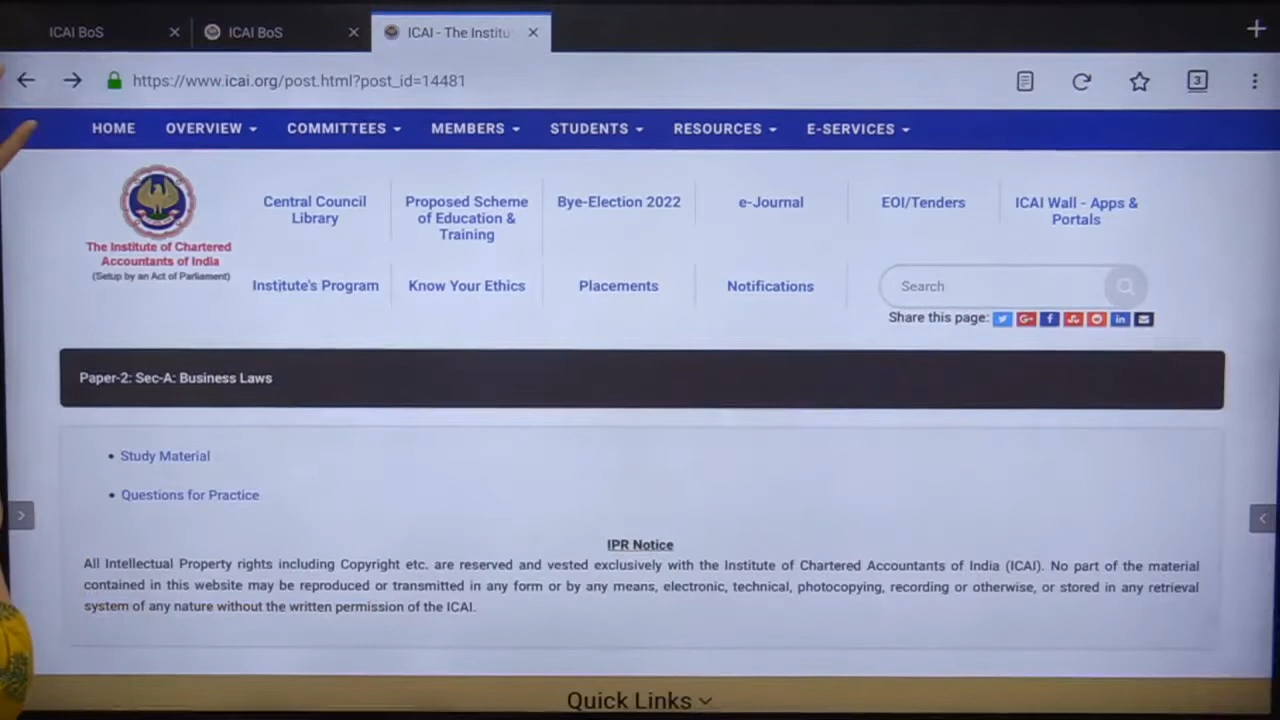 ICAI BoS
ICAI BoS
ICAI - The Institu
https://www.icai.org/post.html?post_id=14481
3
HOME OVERVIEW COMMITTEES MEMBERS STUDENTS RESOURCES E-SERVICES
The Institute of Chartered
Accountants of India
(Setup by an Act of Parliament)
Central Council
Library
Proposed Scheme
of Education &
Training
Bye-Election 2022
e-Journal
EOI/Tenders
ICAI Wall - Apps &
Portals
Institute's Program
Know Your Ethics
Placements
Notifications
Search
Share this page:
Paper-2: Sec-A: Business Laws
• Study Material
• Questions for Practice
IPR Notice
All Intellectual Property rights including Copyright etc. are reserved and vested exclusively with the Institute of Chartered Accountants of India (ICAI). No part of the material
contained in this website may be reproduced or transmitted in any form or by any means, electronic, technical, photocopying, recording or otherwise, or stored in any retrieval
system of any nature without the written permission of the ICAI.
Quick Links